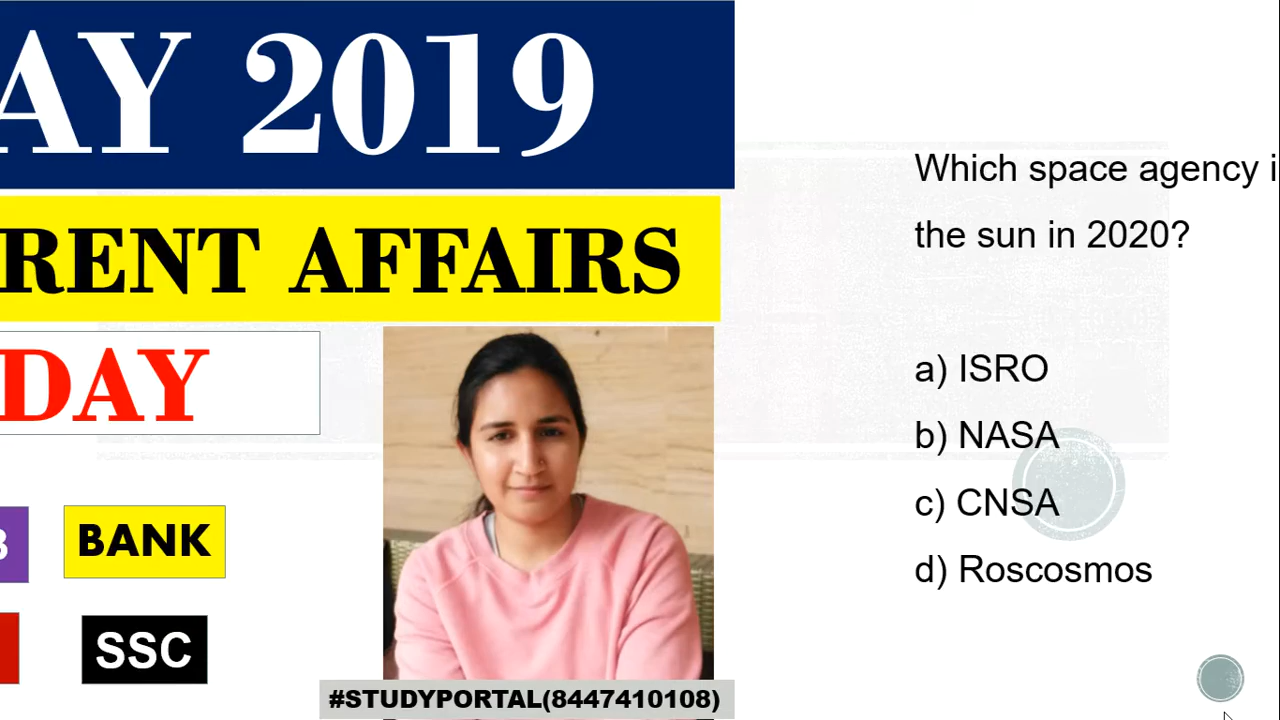 AY 2019
RENT AFFAIRS
DAY
BANK
SSC
#STUDYPORTAL(8447410108)
Which space agency i
the sun in 2020?
a) ISRO
b) NASA
c) CNSA
d) Roscosmos